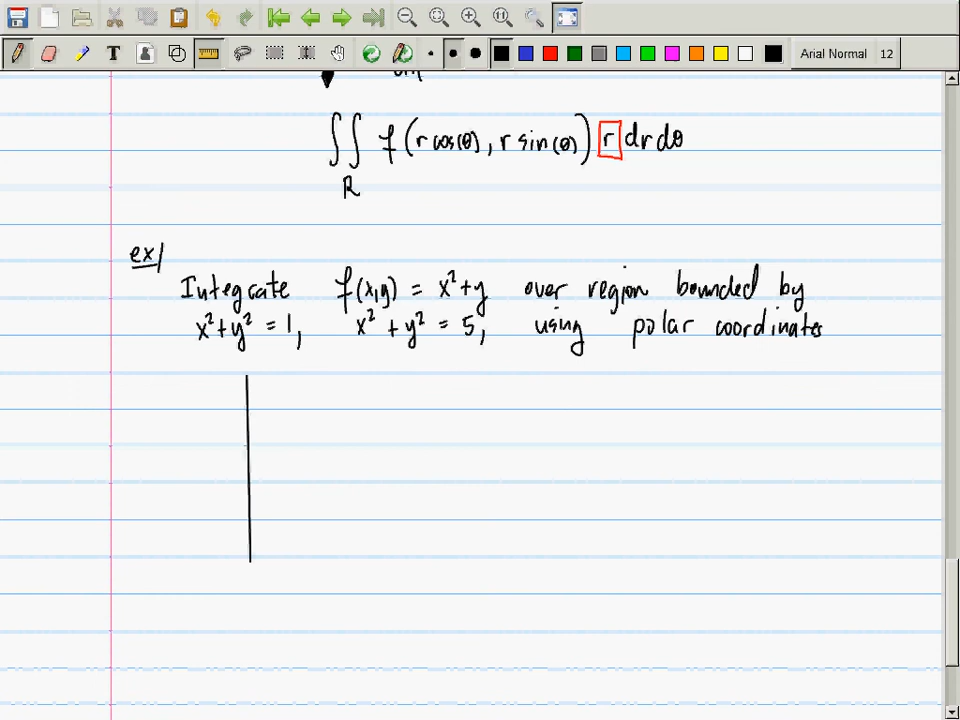 Arial Normal 12
∫∫ f(r cos(θ), r sin(θ)) r dr dθ
R
ex/
Integrate f(x,y) = x²+y over region bounded by
x²+y² = 1, x² + y² = 5, using polar coordinates